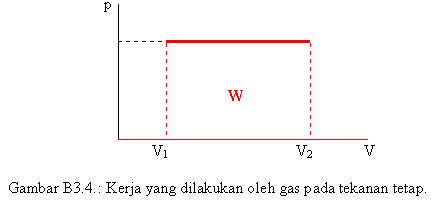 p
W
V1 V2 V
Gambar B3.4.: Kerja yang dilakukan oleh gas pada tekanan tetap.